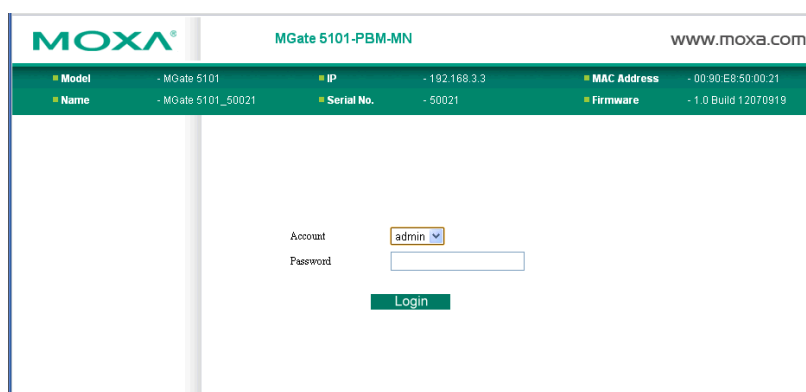 MOXA® MGate 5101-PBM-MN www.moxa.com
Model - MGate 5101 IP - 192.168.3.3 MAC Address - 00:90:E8:50:00:21
Name - MGate 5101_50021 Serial No. - 50021 Firmware - 1.0 Build 12070919
Account admin
Password
Login